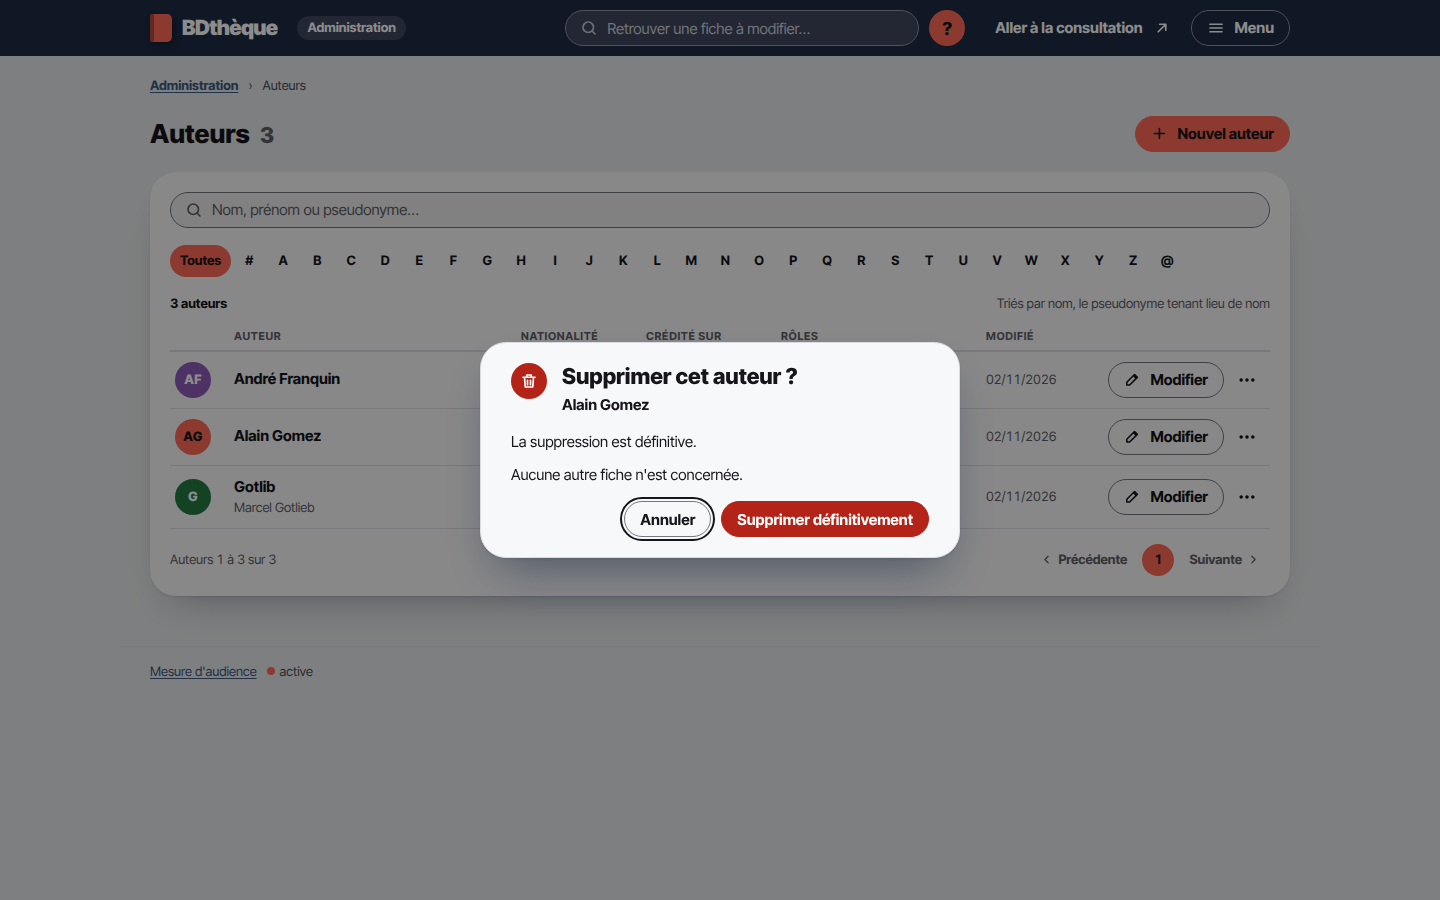 BDthèque Administration Retrouver une fiche à modifier... ? Aller à la consultation Menu
Administration › Auteurs
Auteurs 3 Nouvel auteur
Nom, prénom ou pseudonyme...
Toutes # A B C D E F G H I J K L M N O P Q R S T U V W X Y Z @
3 auteurs Triés par nom, le pseudonyme tenant lieu de nom
AUTEUR NATIONALITÉ CRÉDITÉ SUR RÔLES MODIFIÉ
AF André Franquin 02/11/2026 Modifier
AG Alain Gomez 02/11/2026 Modifier
G Gotlib 02/11/2026 Modifier
Marcel Gotlieb
Supprimer cet auteur ?
Alain Gomez
La suppression est définitive.
Aucune autre fiche n'est concernée.
Annuler Supprimer définitivement
Auteurs 1 à 3 sur 3 Précédente 1 Suivante
Mesure d'audience active